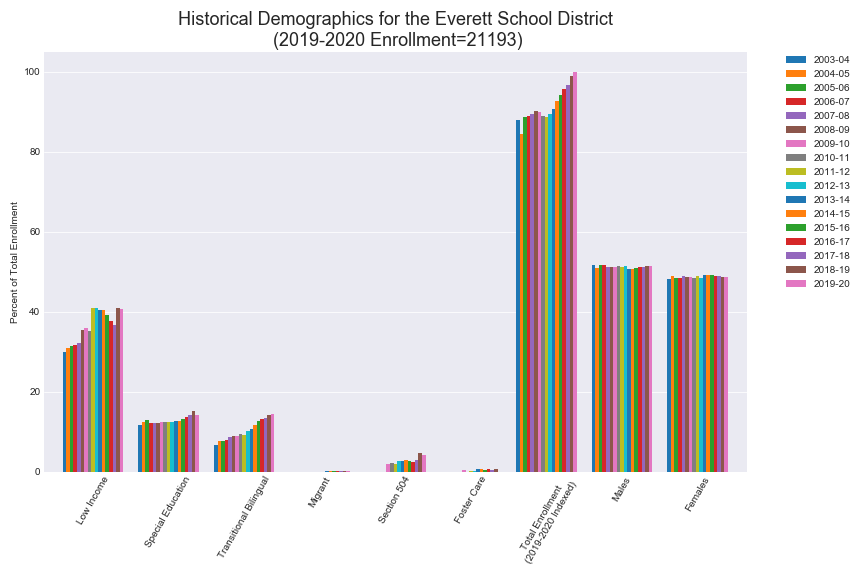 Historical Demographics for the Everett School District
(2019-2020 Enrollment=21193)
Percent of Total Enrollment
100
80
60
40
20
0
Low Income
Special Education
Transitional Bilingual
Migrant
Section 504
Foster Care
Total Enrollment
(2019-2020 Indexed)
Males
Females
2003-04
2004-05
2005-06
2006-07
2007-08
2008-09
2009-10
2010-11
2011-12
2012-13
2013-14
2014-15
2015-16
2016-17
2017-18
2018-19
2019-20